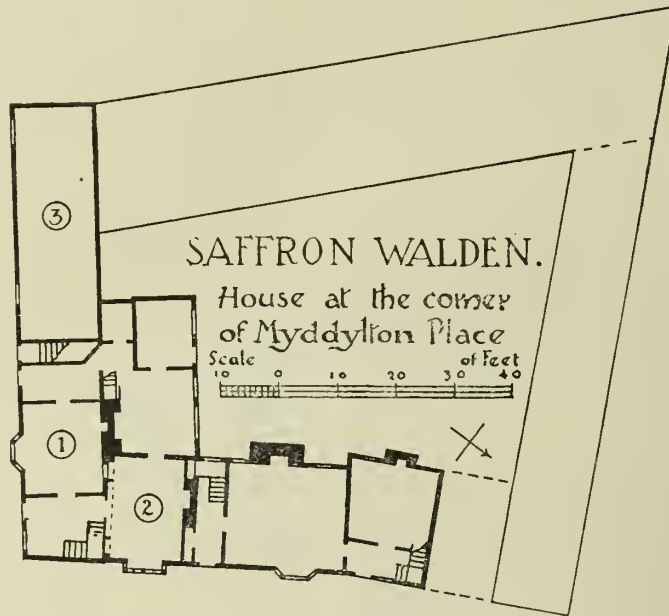 SAFFRON WALDEN.
House at the corner
of Myddylton Place
Scale of Feet
10 0 10 20 30 40
1
2
3